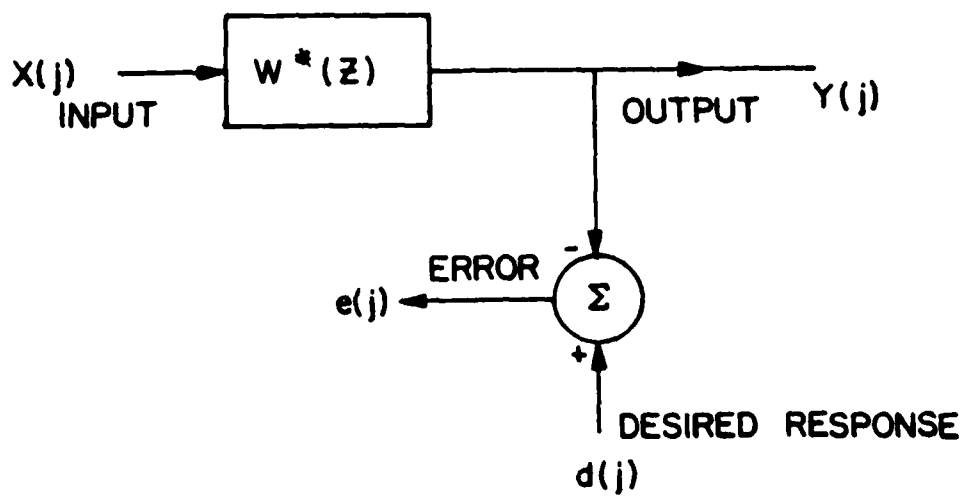 X(j)
INPUT
W*(Z)
OUTPUT
Y(j)
-
ERROR
e(j)
Σ
+
DESIRED RESPONSE
d(j)